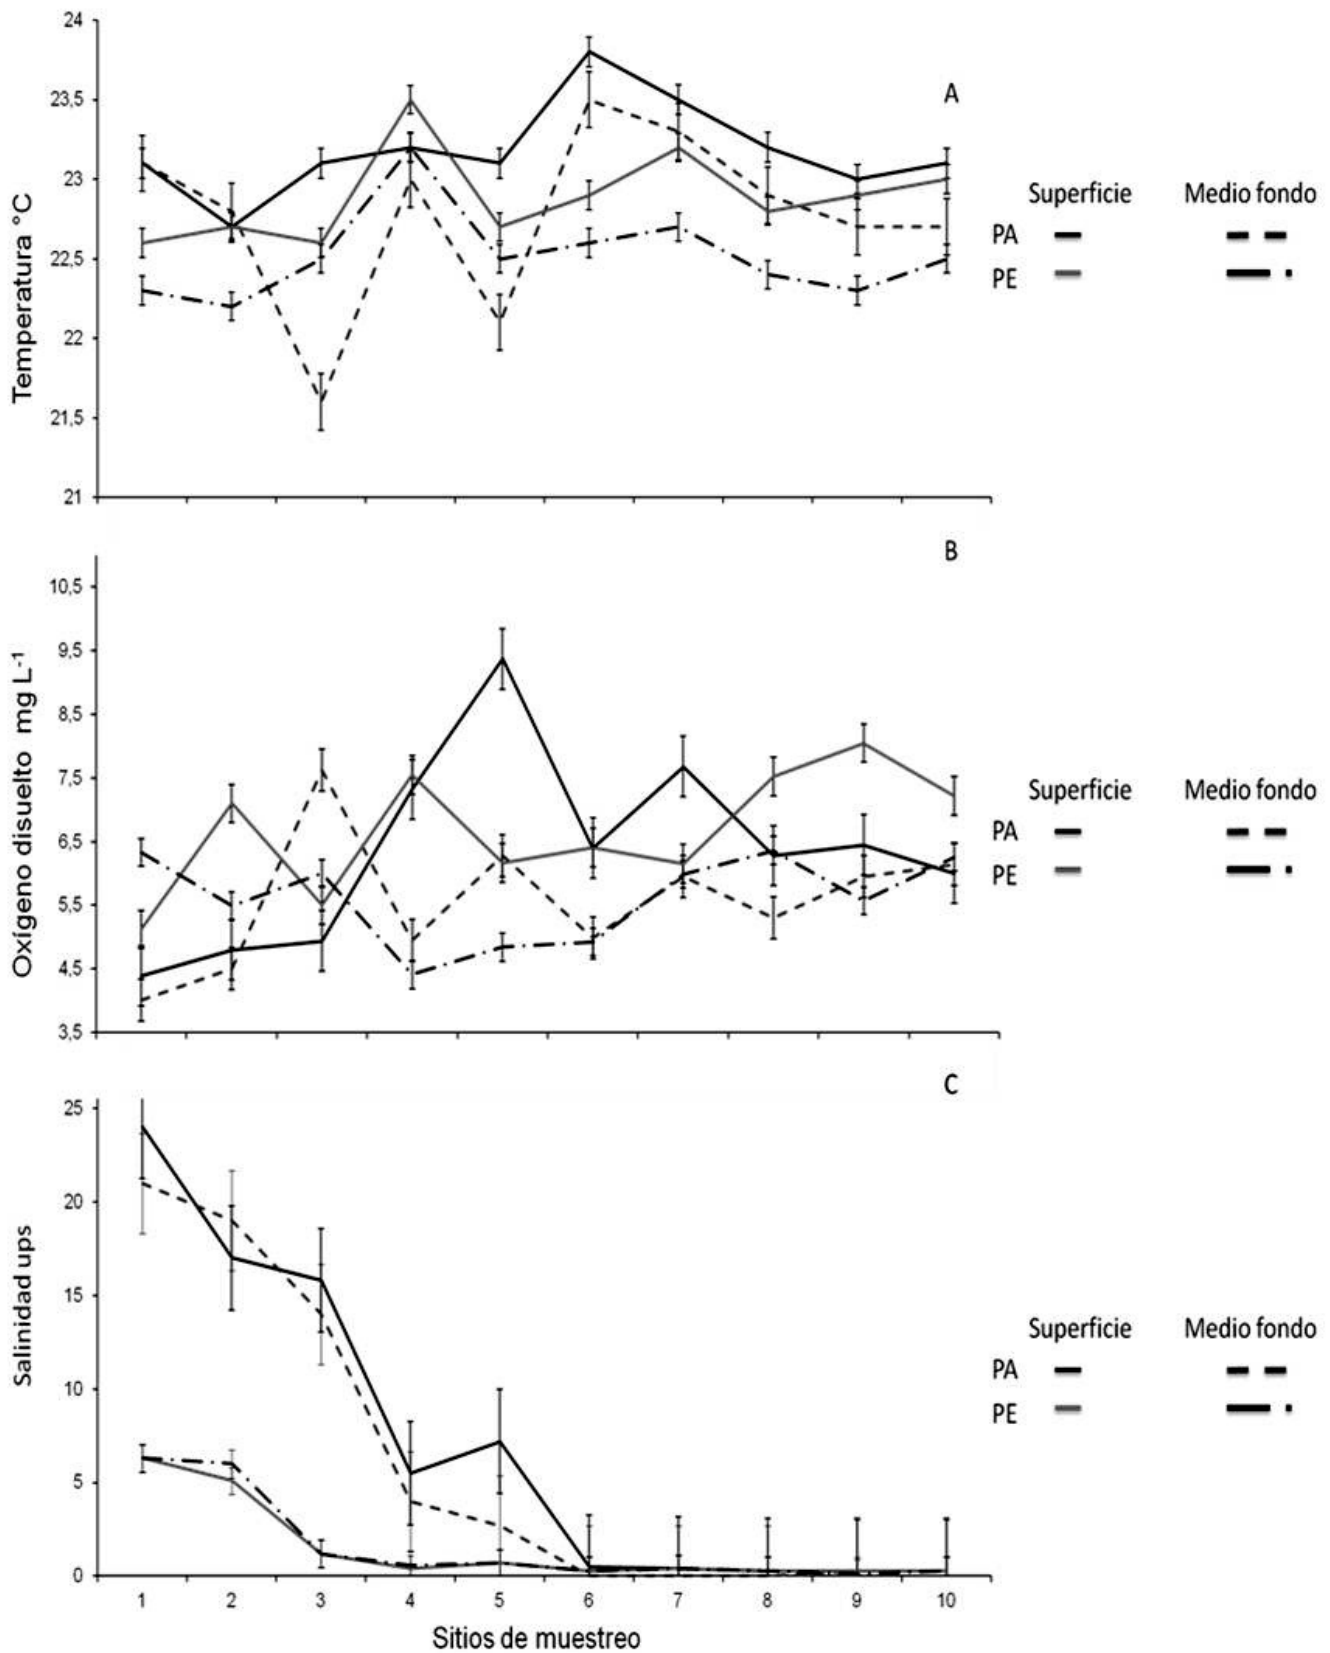 24
23,5
23
22,5
22
21,5
21
Temperatura °C
A
Superficie Medio fondo
PA
PE
10,5
9,5
8,5
7,5
6,5
5,5
4,5
3,5
Oxígeno disuelto mg L-1
B
Superficie Medio fondo
PA
PE
25
20
15
10
5
0
Salinidad ups
C
Superficie Medio fondo
PA
PE
1 2 3 4 5 6 7 8 9 10
Sitios de muestreo